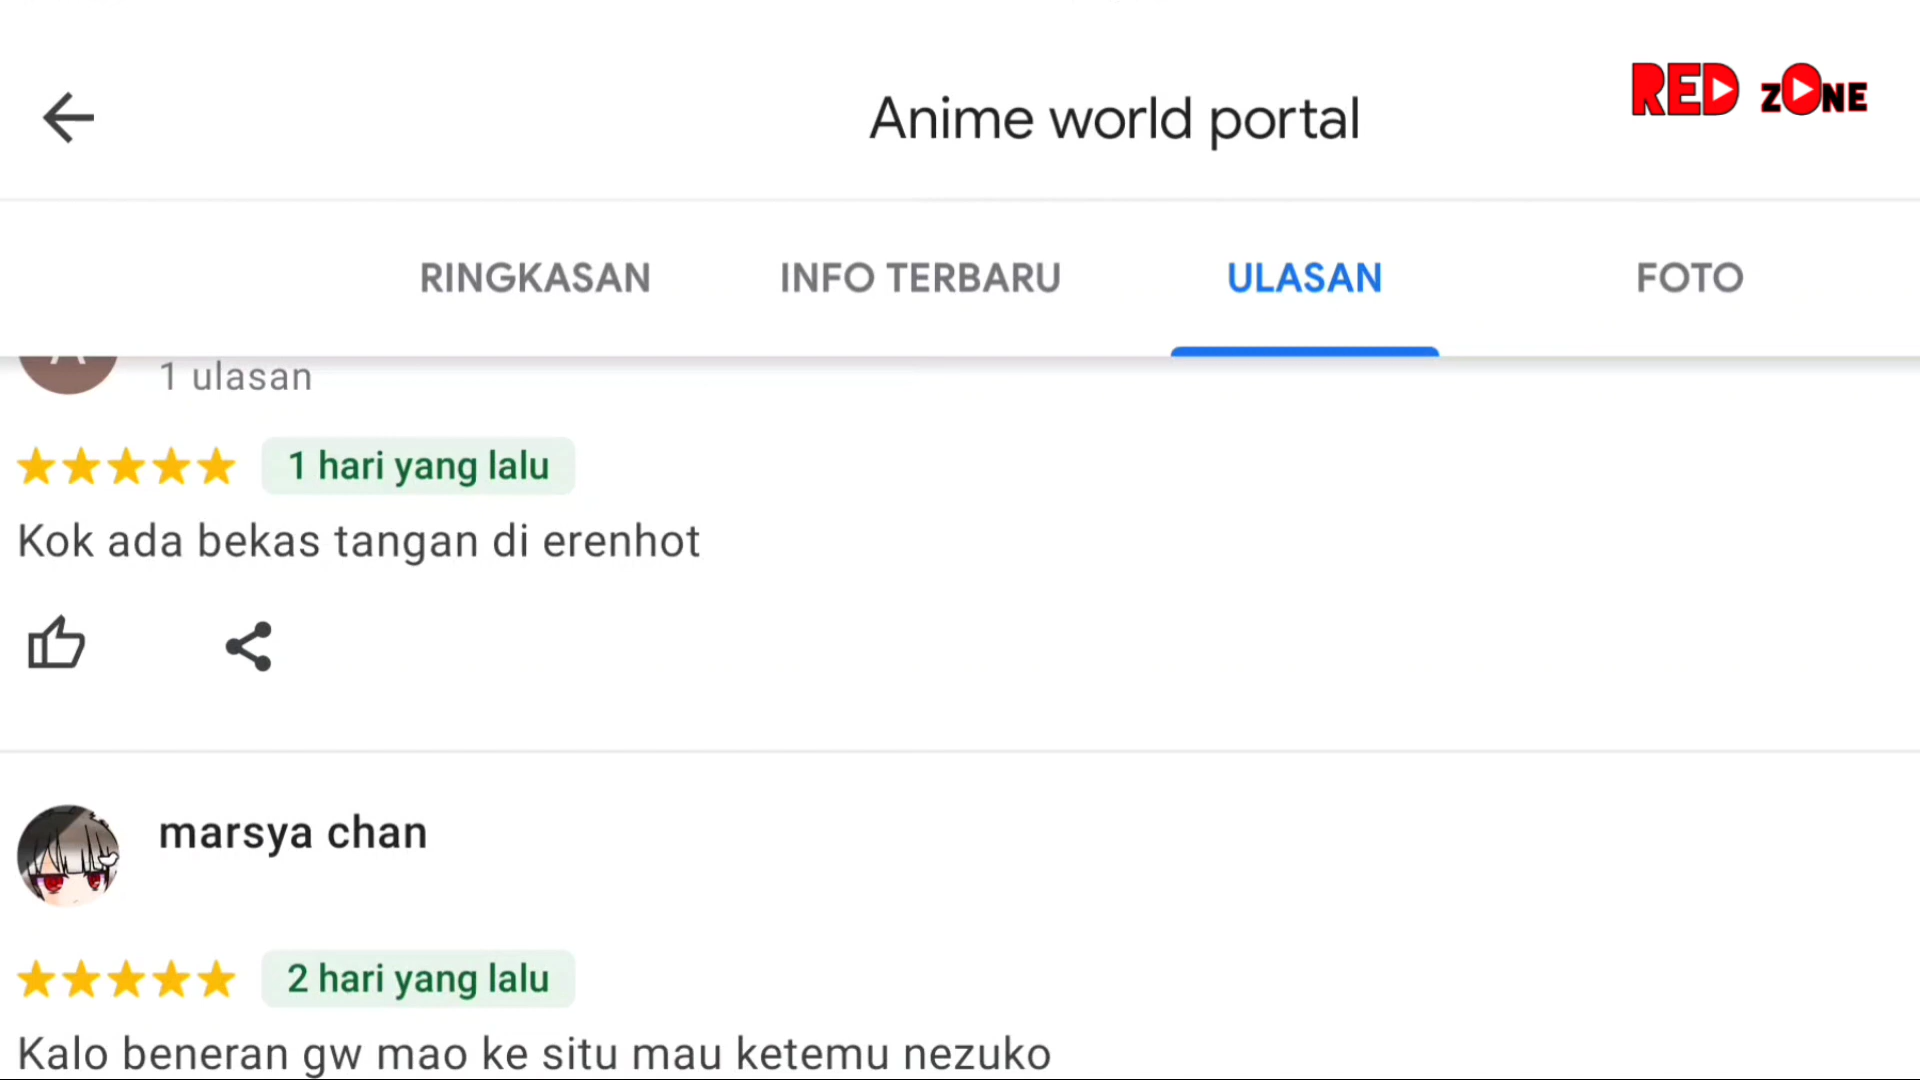 Anime world portal
RED ZONE
RINGKASAN INFO TERBARU ULASAN FOTO
1 ulasan
1 hari yang lalu
Kok ada bekas tangan di erenhot
marsya chan
2 hari yang lalu
Kalo beneran gw mao ke situ mau ketemu nezuko